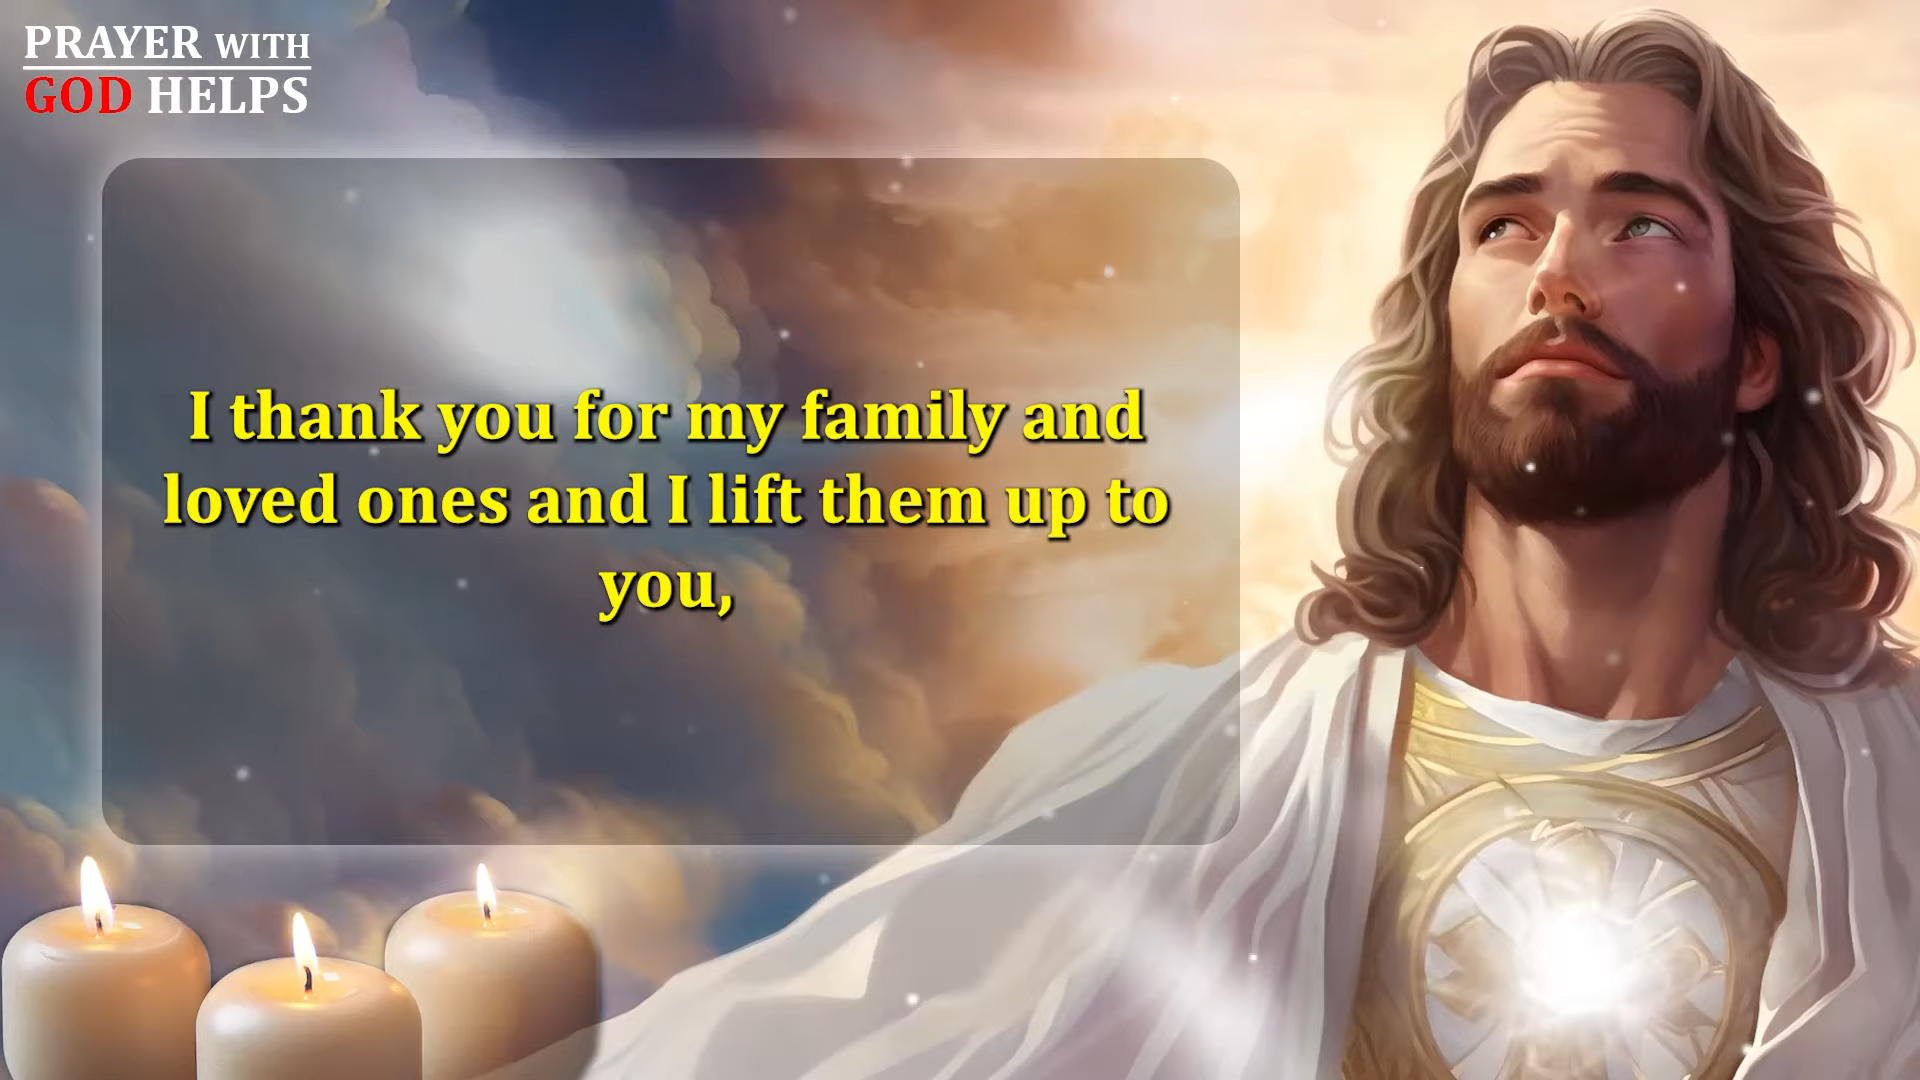 PRAYER WITH
GOD HELPS
I thank you for my family and
loved ones and I lift them up to
you,